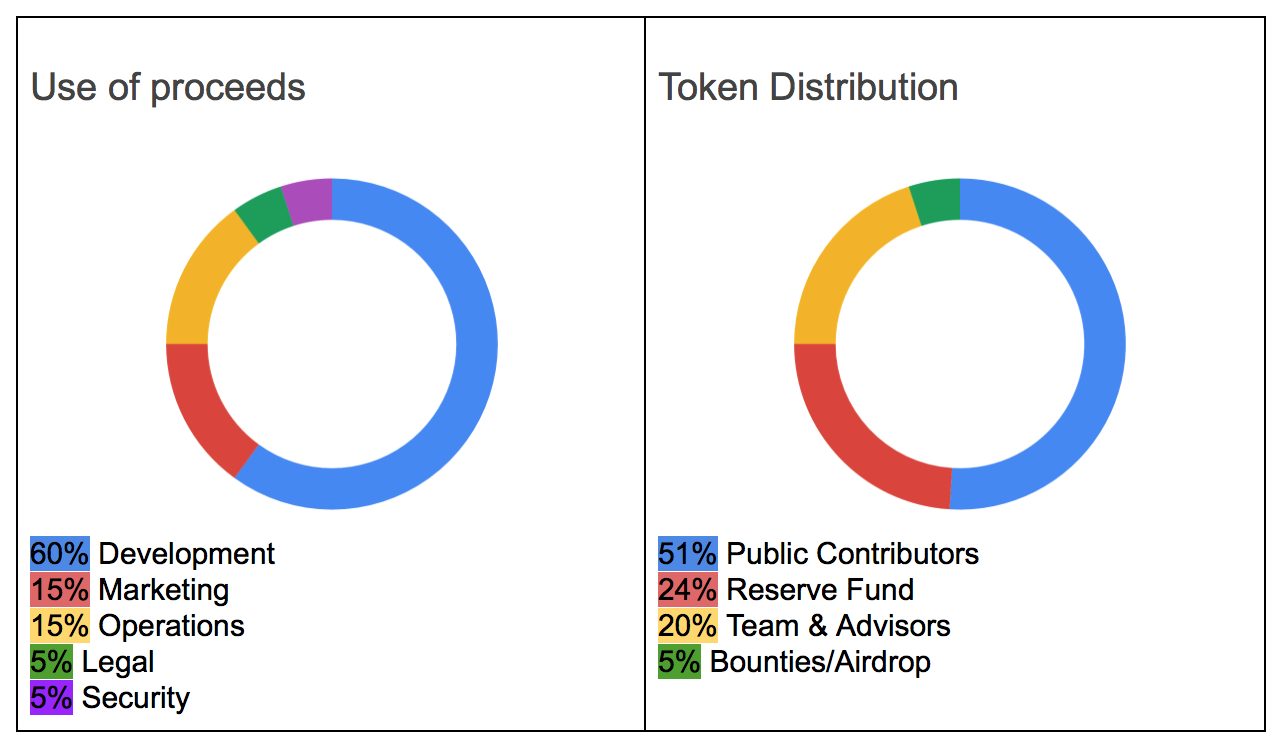 Use of proceeds
60% Development
15% Marketing
15% Operations
5% Legal
5% Security
Token Distribution
51% Public Contributors
24% Reserve Fund
20% Team & Advisors
5% Bounties/Airdrop